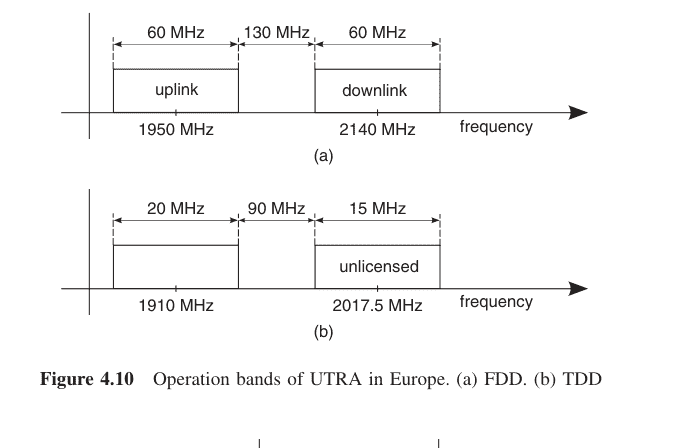 60 MHz 130 MHz 60 MHz
uplink downlink
1950 MHz 2140 MHz frequency
(a)
20 MHz 90 MHz 15 MHz
unlicensed
1910 MHz 2017.5 MHz frequency
(b)
Figure 4.10 Operation bands of UTRA in Europe. (a) FDD. (b) TDD